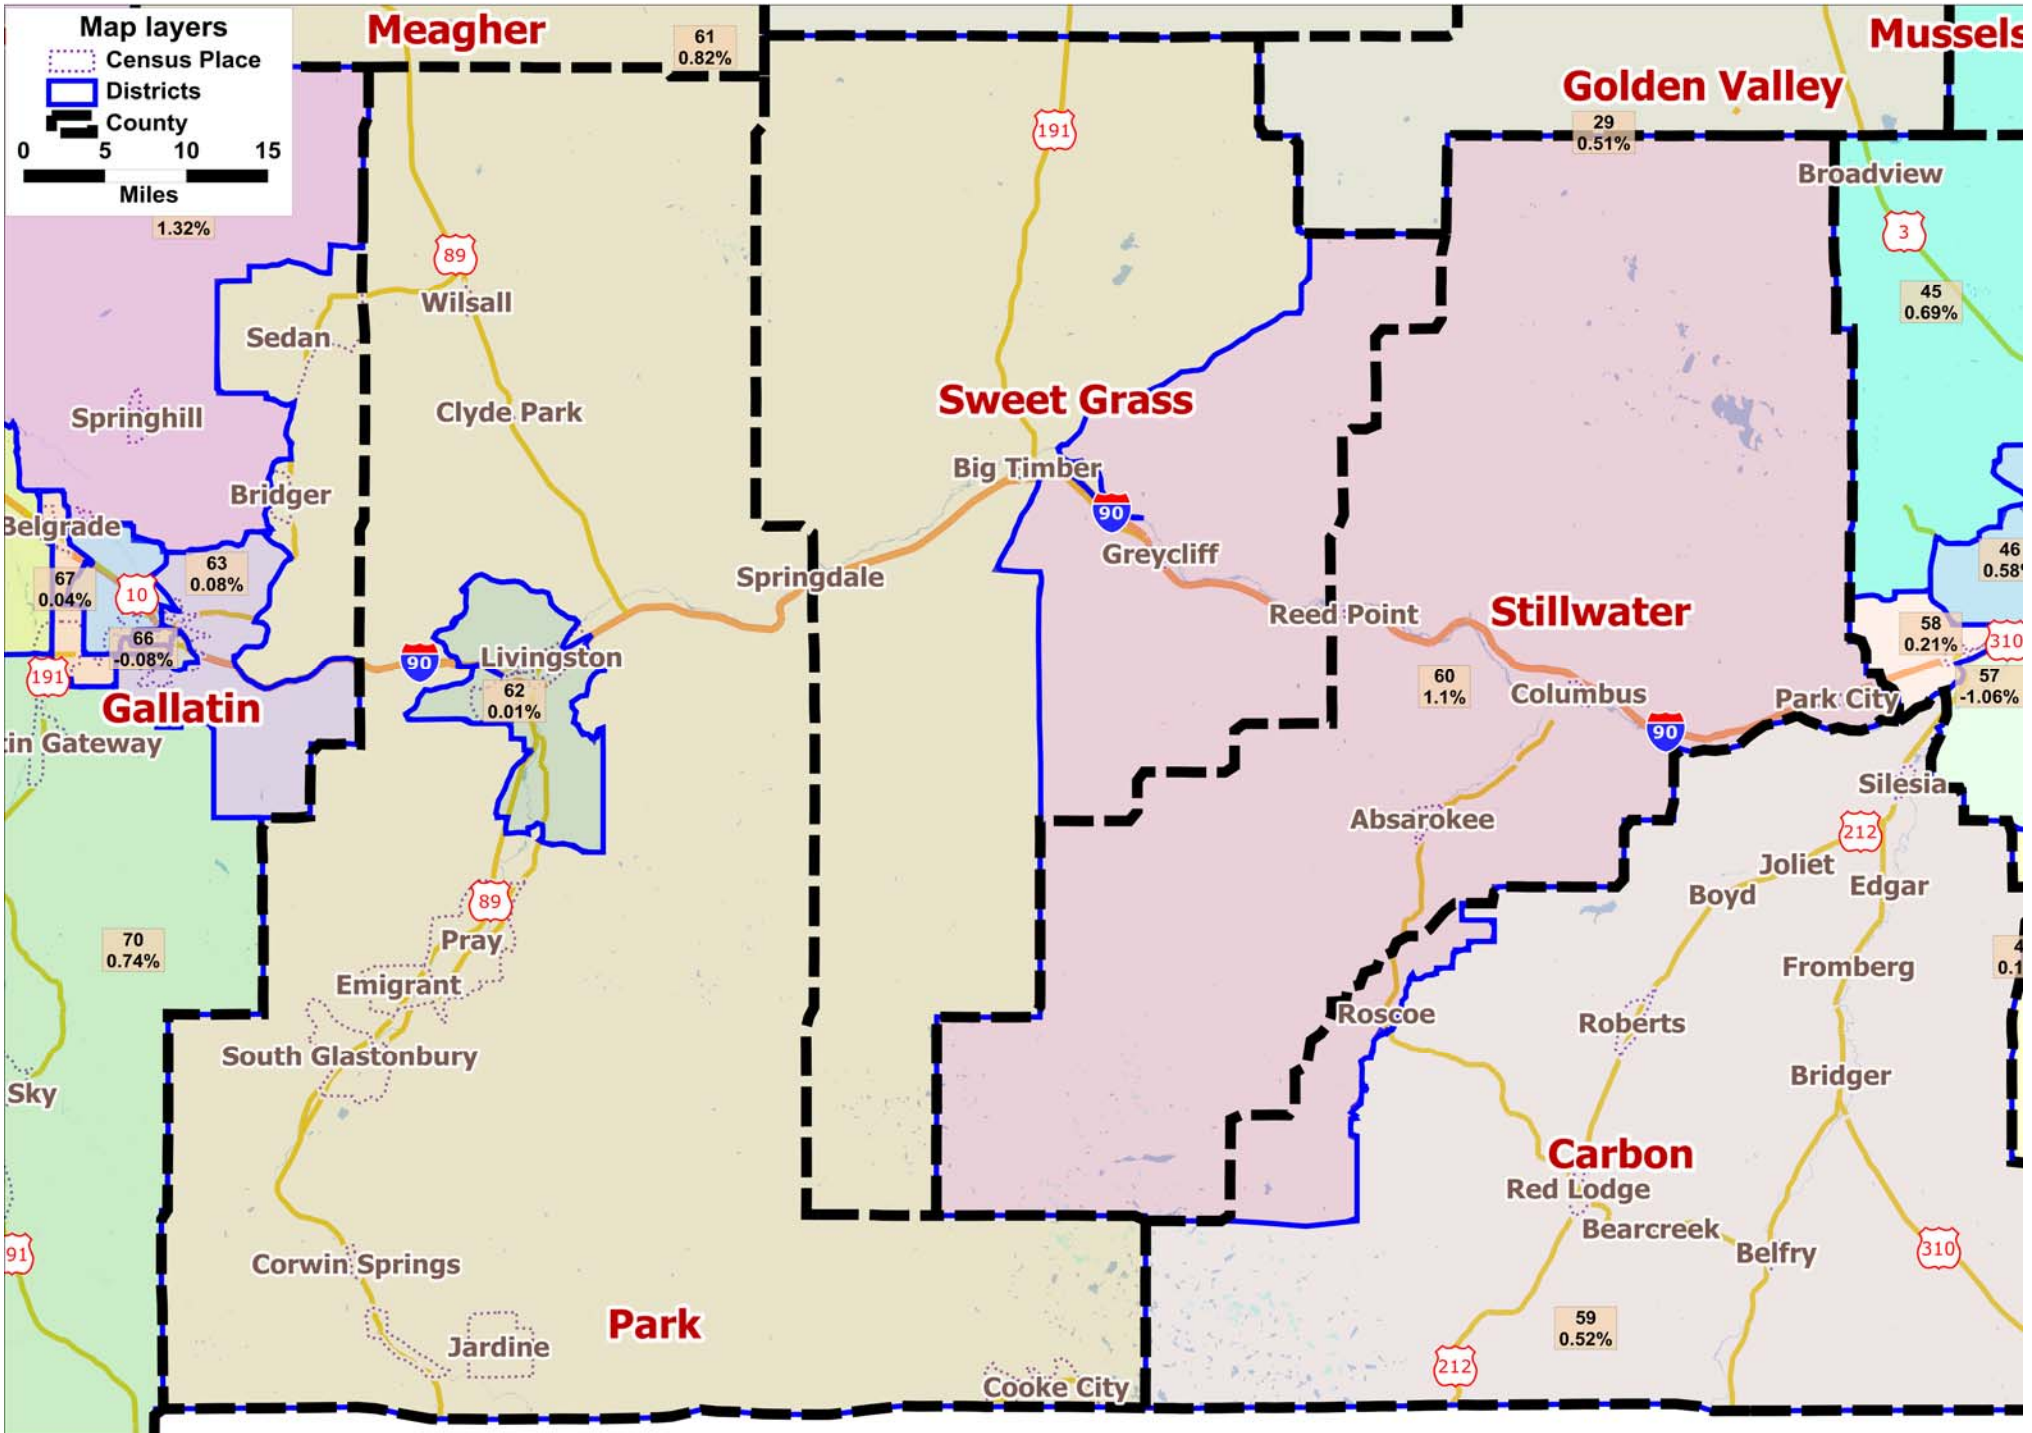 Map layers
Census Place
Districts
County
0 5 10 15
Miles
Meagher
61
0.82%
Mussels
Golden Valley
29
0.51%
191
Broadview
1.32%
3
89
45
0.69%
Wilsall
Sedan
Springhill
Clyde Park
Sweet Grass
Big Timber
Bridger
90
Belgrade
Greycliff
46
0.58%
63
0.08%
67
0.04%
10
Springdale
Reed Point
Stillwater
58
0.21%
310
66
-0.08%
90
Livingston
62
0.01%
191
Gallatin
60
1.1%
Columbus
Park City
57
-1.06%
90
tin Gateway
Silesia
Absarokee
212
Joliet
Edgar
Boyd
89
Pray
70
0.74%
Emigrant
Fromberg
4
0.1
Roscoe
Roberts
South Glastonbury
Bridger
Sky
Carbon
Red Lodge
Bearcreek
Belfry
91
310
Corwin Springs
Park
59
0.52%
Jardine
212
Cooke City